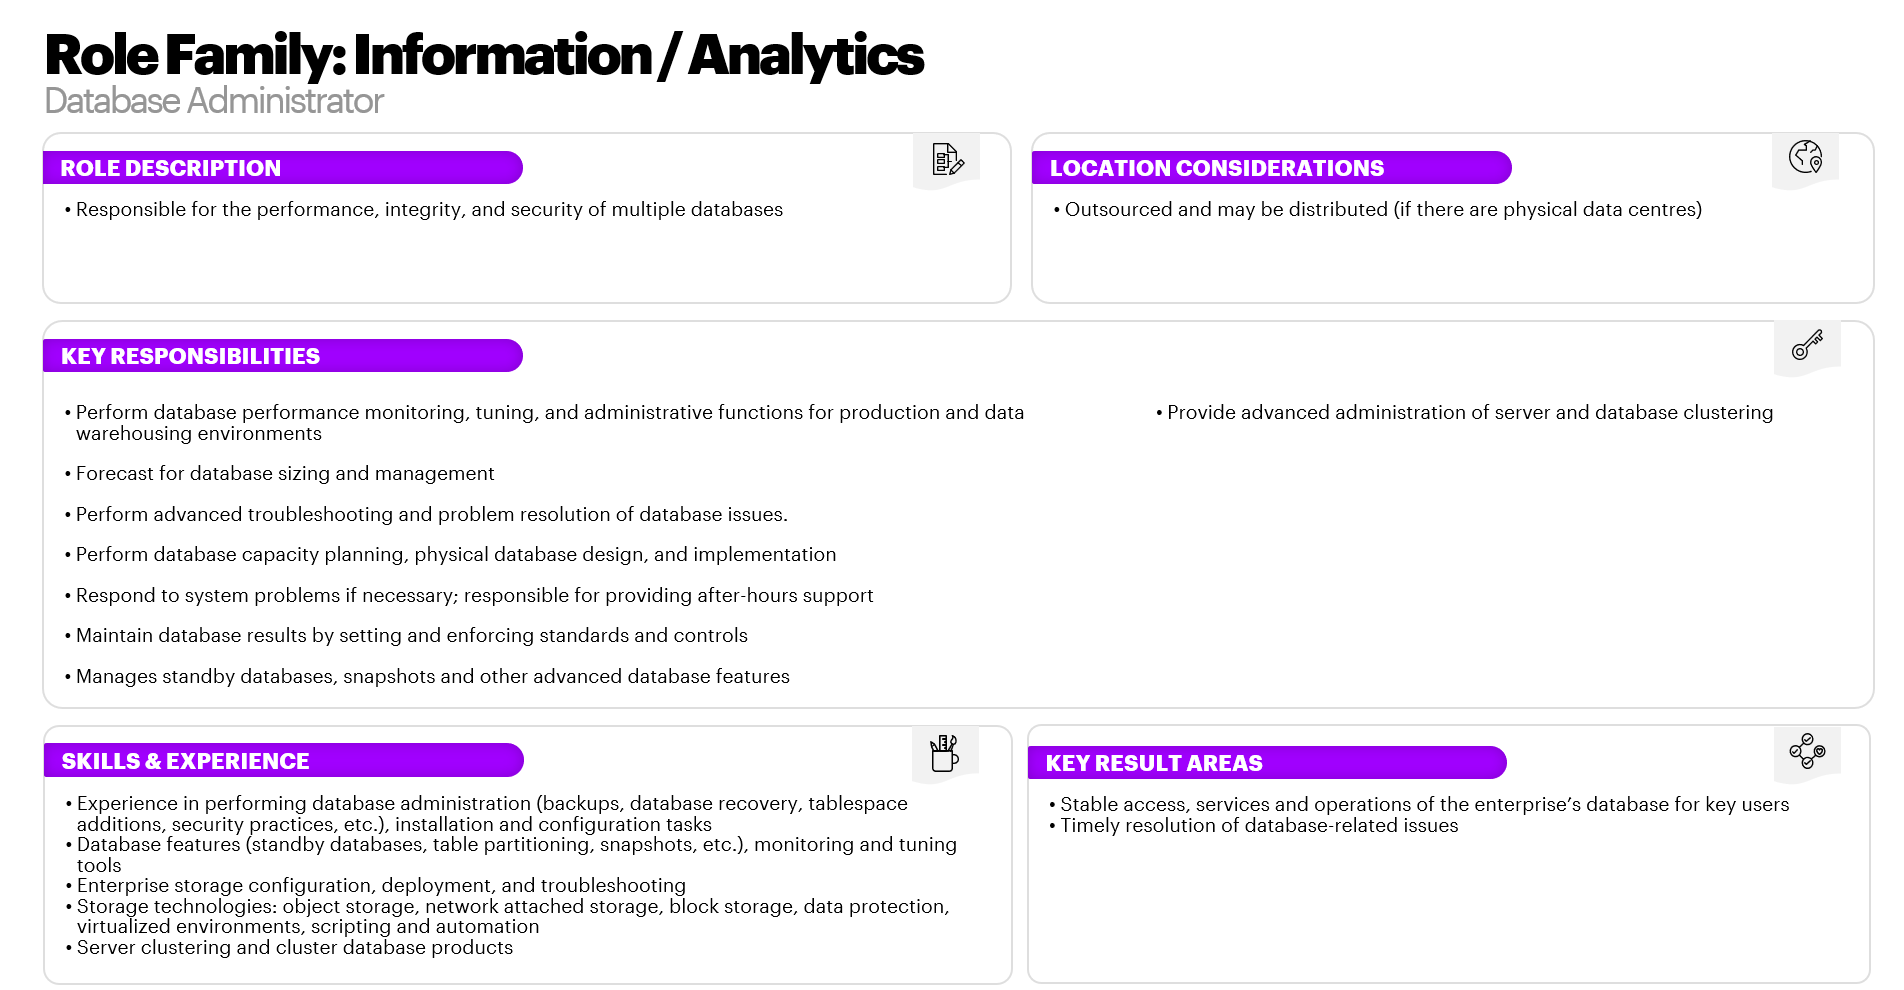 Role Family: Information / Analytics
Database Administrator
ROLE DESCRIPTION
• Responsible for the performance, integrity, and security of multiple databases
LOCATION CONSIDERATIONS
• Outsourced and may be distributed (if there are physical data centres)
KEY RESPONSIBILITIES
• Perform database performance monitoring, tuning, and administrative functions for production and data
warehousing environments
• Forecast for database sizing and management
• Perform advanced troubleshooting and problem resolution of database issues.
• Perform database capacity planning, physical database design, and implementation
• Respond to system problems if necessary; responsible for providing after-hours support
• Maintain database results by setting and enforcing standards and controls
• Manages standby databases, snapshots and other advanced database features
• Provide advanced administration of server and database clustering
SKILLS & EXPERIENCE
• Experience in performing database administration (backups, database recovery, tablespace
additions, security practices, etc.), installation and configuration tasks
• Database features (standby databases, table partitioning, snapshots, etc.), monitoring and tuning
tools
• Enterprise storage configuration, deployment, and troubleshooting
• Storage technologies: object storage, network attached storage, block storage, data protection,
virtualized environments, scripting and automation
• Server clustering and cluster database products
KEY RESULT AREAS
• Stable access, services and operations of the enterprise’s database for key users
• Timely resolution of database-related issues